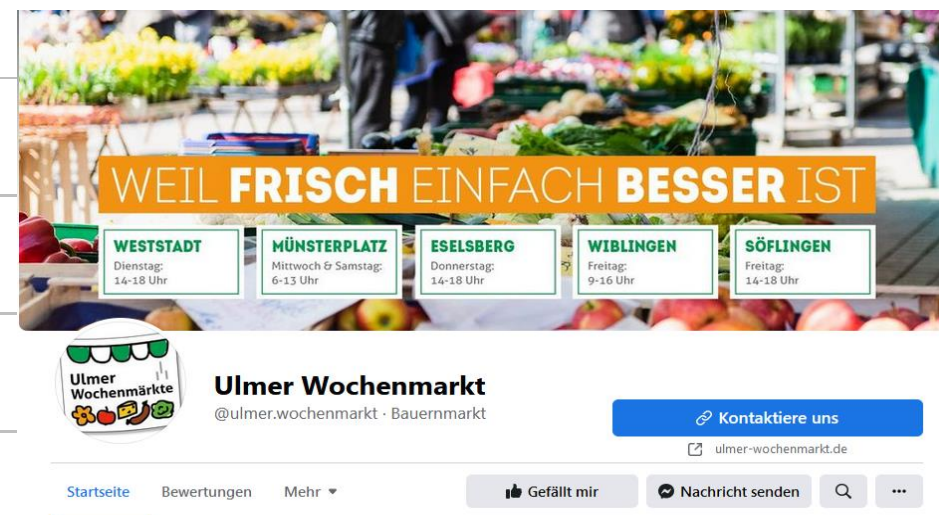 WEIL FRISCH EINFACH BESSER IST
WESTSTADT
Dienstag:
14-18 Uhr
MÜNSTERPLATZ
Mittwoch & Samstag:
6-13 Uhr
ESELSBERG
Donnerstag:
14-18 Uhr
WIBLINGEN
Freitag:
9-16 Uhr
SÖFLINGEN
Freitag:
14-18 Uhr
Ulmer
Wochenmärkte
Ulmer Wochenmarkt
@ulmer.wochenmarkt · Bauernmarkt
Kontaktiere uns
ulmer-wochenmarkt.de
Startseite Bewertungen Mehr Gefällt mir Nachricht senden